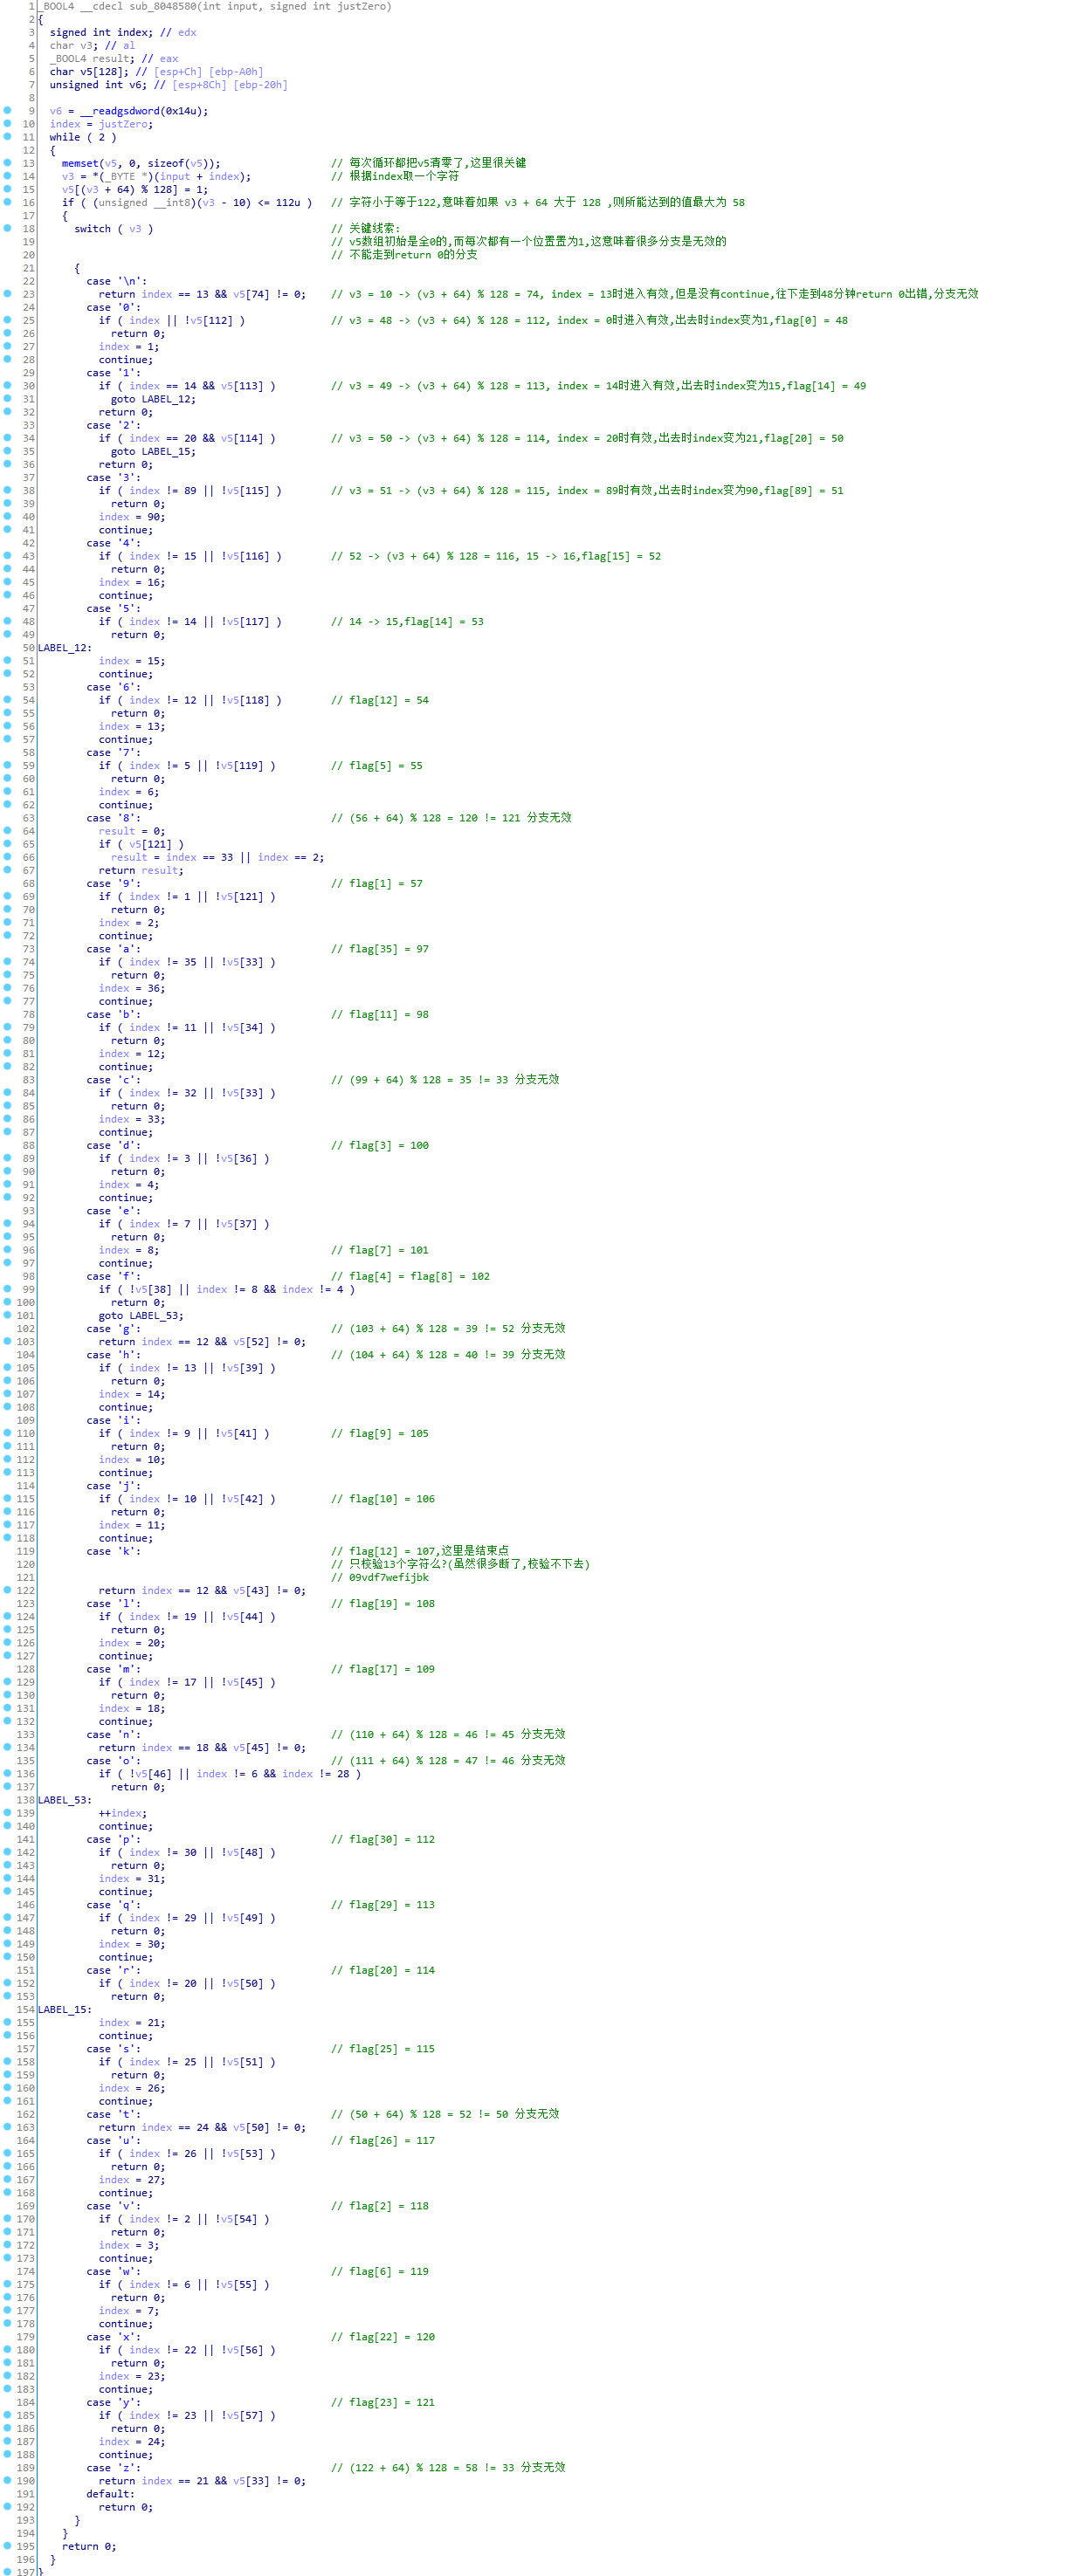 1 _BOOL4 __cdecl sub_8048580(int input, signed int justZero)
2 {
3 signed int index; // edx
4 char v3; // al
5 _BOOL4 result; // eax
6 char v5[128]; // [esp+Ch] [ebp-A0h]
7 unsigned int v6; // [esp+8Ch] [ebp-20h]
8
9 v6 = __readgsdword(0x14u);
10 index = justZero;
11 while ( 2 )
12 {
13 memset(v5, 0, sizeof(v5)); // 每次循环都把v5清零了,这里很关键
14 v3 = *(_BYTE *)(input + index); // 根据index取一个字符
15 v5[(v3 + 64) % 128] = 1;
16 if ( (unsigned __int8)(v3 - 10) <= 112u ) // 字符小于等于122,意味着如果 v3 + 64 大于 128 ,则所能达到的值最大为 58
17 {
18 switch ( v3 ) // 关键线索:
19 // v5数组初始是全0的,而每次都有一个位置置为1,这意味着很多分支是无效的
20 // 不能走到return 0的分支
21 {
22 case '\n':
23 return index == 13 && v5[74] != 0; // v3 = 10 -> (v3 + 64) % 128 = 74, index = 13时进入有效,但是没有continue,往下走到48分钟return 0出错,分支无效
24 case '0':
25 if ( index || !v5[112] ) // v3 = 48 -> (v3 + 64) % 128 = 112, index = 0时进入有效,出去时index变为1,flag[0] = 48
26 return 0;
27 index = 1;
28 continue;
29 case '1':
30 if ( index == 14 && v5[113] ) // v3 = 49 -> (v3 + 64) % 128 = 113, index = 14时进入有效,出去时index变为15,flag[14] = 49
31 goto LABEL_12;
32 return 0;
33 case '2':
34 if ( index == 20 && v5[114] ) // v3 = 50 -> (v3 + 64) % 128 = 114, index = 20时有效,出去时index变为21,flag[20] = 50
35 goto LABEL_15;
36 return 0;
37 case '3':
38 if ( index != 89 || !v5[115] ) // v3 = 51 -> (v3 + 64) % 128 = 115, index = 89时有效,出去时index变为90,flag[89] = 51
39 return 0;
40 index = 90;
41 continue;
42 case '4':
43 if ( index != 15 || !v5[116] ) // 52 -> (v3 + 64) % 128 = 116, 15 -> 16,flag[15] = 52
44 return 0;
45 index = 16;
46 continue;
47 case '5':
48 if ( index != 14 || !v5[117] ) // 14 -> 15,flag[14] = 53
49 return 0;
50 LABEL_12:
51 index = 15;
52 continue;
53 case '6':
54 if ( index != 12 || !v5[118] ) // flag[12] = 54
55 return 0;
56 index = 13;
57 continue;
58 case '7':
59 if ( index != 5 || !v5[119] ) // flag[5] = 55
60 return 0;
61 index = 6;
62 continue;
63 case '8': // (56 + 64) % 128 = 120 != 121 分支无效
64 result = 0;
65 if ( v5[121] )
66 result = index == 33 || index == 2;
67 return result;
68 case '9': // flag[1] = 57
69 if ( index != 1 || !v5[121] )
70 return 0;
71 index = 2;
72 continue;
73 case 'a': // flag[35] = 97
74 if ( index != 35 || !v5[33] )
75 return 0;
76 index = 36;
77 continue;
78 case 'b': // flag[11] = 98
79 if ( index != 11 || !v5[34] )
80 return 0;
81 index = 12;
82 continue;
83 case 'c': // (99 + 64) % 128 = 35 != 33 分支无效
84 if ( index != 32 || !v5[33] )
85 return 0;
86 index = 33;
87 continue;
88 case 'd': // flag[3] = 100
89 if ( index != 3 || !v5[36] )
90 return 0;
91 index = 4;
92 continue;
93 case 'e':
94 if ( index != 7 || !v5[37] )
95 return 0;
96 index = 8; // flag[7] = 101
97 continue;
98 case 'f': // flag[4] = flag[8] = 102
99 if ( !v5[38] || index != 8 && index != 4 )
100 return 0;
101 goto LABEL_53;
102 case 'g': // (103 + 64) % 128 = 39 != 52 分支无效
103 return index == 12 && v5[52] != 0;
104 case 'h': // (104 + 64) % 128 = 40 != 39 分支无效
105 if ( index != 13 || !v5[39] )
106 return 0;
107 index = 14;
108 continue;
109 case 'i':
110 if ( index != 9 || !v5[41] ) // flag[9] = 105
111 return 0;
112 index = 10;
113 continue;
114 case 'j':
115 if ( index != 10 || !v5[42] ) // flag[10] = 106
116 return 0;
117 index = 11;
118 continue;
119 case 'k': // flag[12] = 107,这里是结束点
120 // 只校验13个字符么?(虽然很多断了,校验不下去)
121 // 09vdf7wefijbk
122 return index == 12 && v5[43] != 0;
123 case 'l': // flag[19] = 108
124 if ( index != 19 || !v5[44] )
125 return 0;
126 index = 20;
127 continue;
128 case 'm': // flag[17] = 109
129 if ( index != 17 || !v5[45] )
130 return 0;
131 index = 18;
132 continue;
133 case 'n': // (110 + 64) % 128 = 46 != 45 分支无效
134 return index == 18 && v5[45] != 0;
135 case 'o': // (111 + 64) % 128 = 47 != 46 分支无效
136 if ( !v5[46] || index != 6 && index != 28 )
137 return 0;
138 LABEL_53:
139 ++index;
140 continue;
141 case 'p': // flag[30] = 112
142 if ( index != 30 || !v5[48] )
143 return 0;
144 index = 31;
145 continue;
146 case 'q': // flag[29] = 113
147 if ( index != 29 || !v5[49] )
148 return 0;
149 index = 30;
150 continue;
151 case 'r': // flag[20] = 114
152 if ( index != 20 || !v5[50] )
153 return 0;
154 LABEL_15:
155 index = 21;
156 continue;
157 case 's': // flag[25] = 115
158 if ( index != 25 || !v5[51] )
159 return 0;
160 index = 26;
161 continue;
162 case 't': // (50 + 64) % 128 = 52 != 50 分支无效
163 return index == 24 && v5[50] != 0;
164 case 'u': // flag[26] = 117
165 if ( index != 26 || !v5[53] )
166 return 0;
167 index = 27;
168 continue;
169 case 'v': // flag[2] = 118
170 if ( index != 2 || !v5[54] )
171 return 0;
172 index = 3;
173 continue;
174 case 'w': // flag[6] = 119
175 if ( index != 6 || !v5[55] )
176 return 0;
177 index = 7;
178 continue;
179 case 'x': // flag[22] = 120
180 if ( index != 22 || !v5[56] )
181 return 0;
182 index = 23;
183 continue;
184 case 'y': // flag[23] = 121
185 if ( index != 23 || !v5[57] )
186 return 0;
187 index = 24;
188 continue;
189 case 'z': // (122 + 64) % 128 = 58 != 33 分支无效
190 return index == 21 && v5[33] != 0;
191 default:
192 return 0;
193 }
194 }
195 return 0;
196 }
197 }